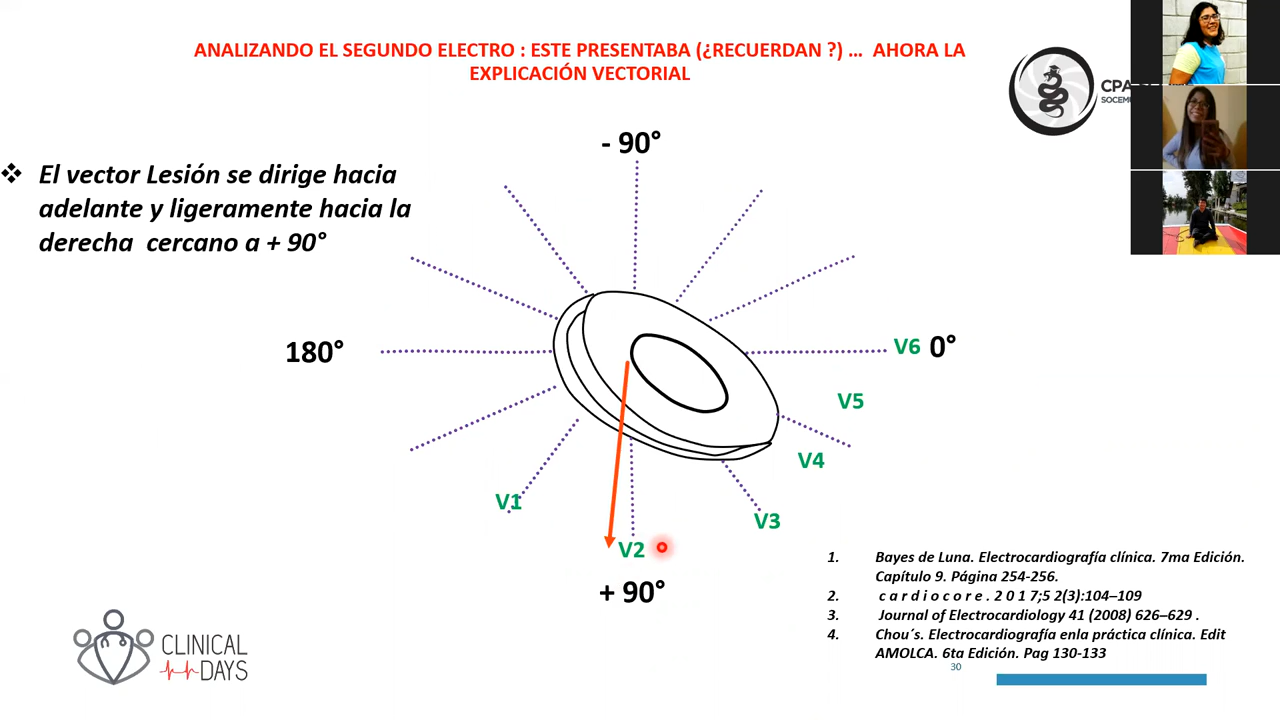 ANALIZANDO EL SEGUNDO ELECTRO : ESTE PRESENTABA (¿RECUERDAN ?) ... AHORA LA
EXPLICACIÓN VECTORIAL
❖ El vector Lesión se dirige hacia
adelante y ligeramente hacia la
derecha cercano a + 90°
- 90°
180°
V6 0°
V5
V4
V1
V3
V2
+ 90°
1. Bayes de Luna. Electrocardiografía clínica. 7ma Edición.
Capítulo 9. Página 254-256.
2. c a r d i o c o r e . 2 0 1 7;5 2(3):104–109
3. Journal of Electrocardiology 41 (2008) 626–629 .
4. Chou´s. Electrocardiografía enla práctica clínica. Edit
AMOLCA. 6ta Edición. Pag 130-133
30
CLINICAL
DAYS